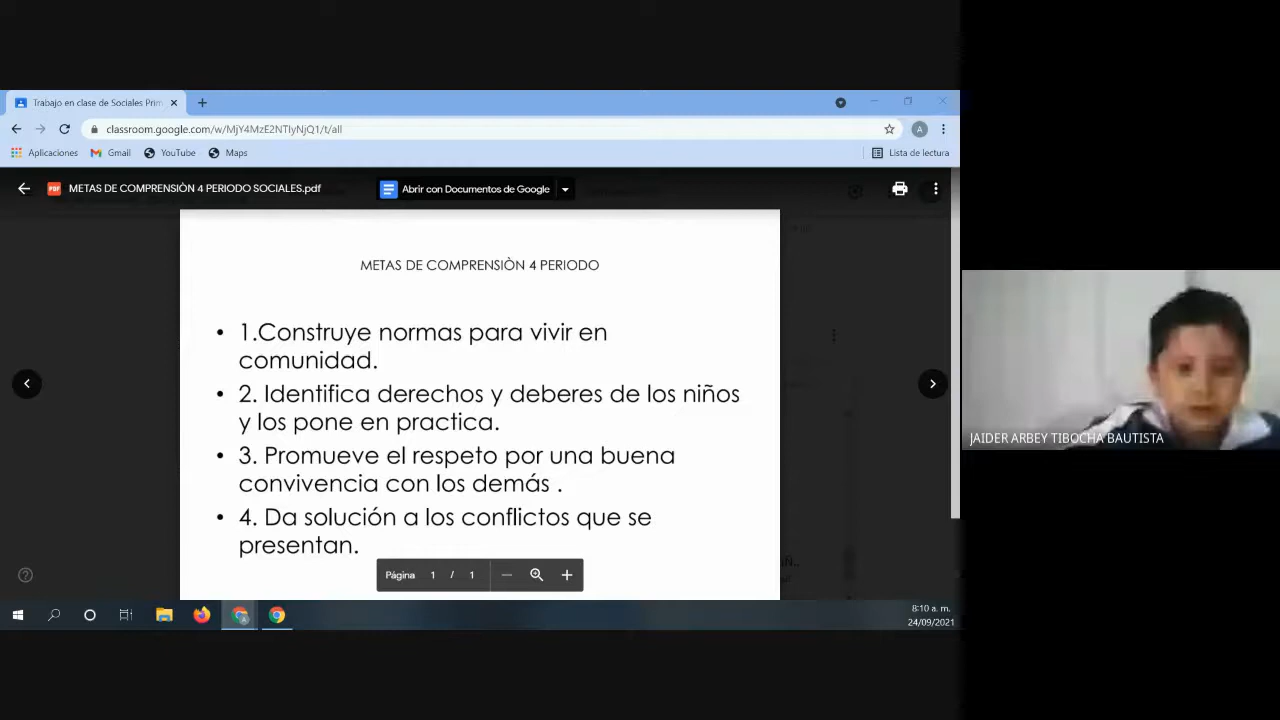 Trabajo en clase de Sociales Prim
classroom.google.com/w/MjY4MzE2NTIyNjQ1/t/all
A
Aplicaciones Gmail YouTube Maps Lista de lectura
PDF METAS DE COMPRENSIÒN 4 PERIODO SOCIALES.pdf Abrir con Documentos de Google
METAS DE COMPRENSIÒN 4 PERIODO
• 1.Construye normas para vivir en
comunidad.
• 2. Identifica derechos y deberes de los niños
y los pone en practica.
• 3. Promueve el respeto por una buena
convivencia con los demás .
• 4. Da solución a los conflictos que se
presentan.
Página 1 / 1
JAIDER ARBEY TIBOCHA BAUTISTA
8:10 a. m.
24/09/2021